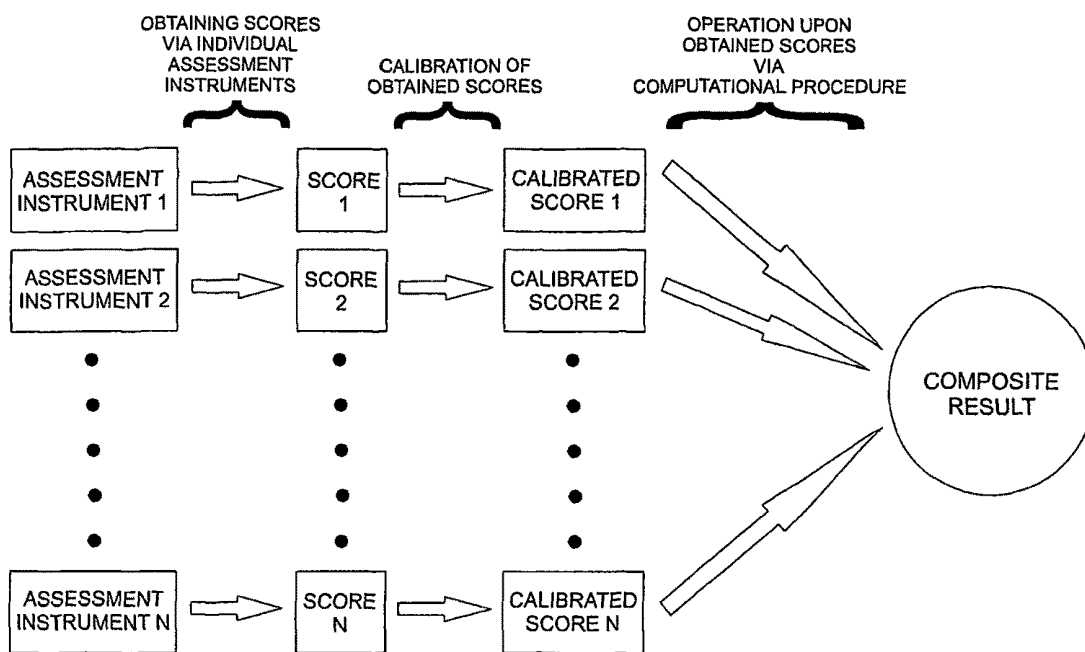 OBTAINING SCORES
VIA INDIVIDUAL
ASSESSMENT
INSTRUMENTS
CALIBRATION OF
OBTAINED SCORES
OPERATION UPON
OBTAINED SCORES
VIA
COMPUTATIONAL PROCEDURE
ASSESSMENT
INSTRUMENT 1
SCORE
1
CALIBRATED
SCORE 1
ASSESSMENT
INSTRUMENT 2
SCORE
2
CALIBRATED
SCORE 2
COMPOSITE
RESULT
ASSESSMENT
INSTRUMENT N
SCORE
N
CALIBRATED
SCORE N